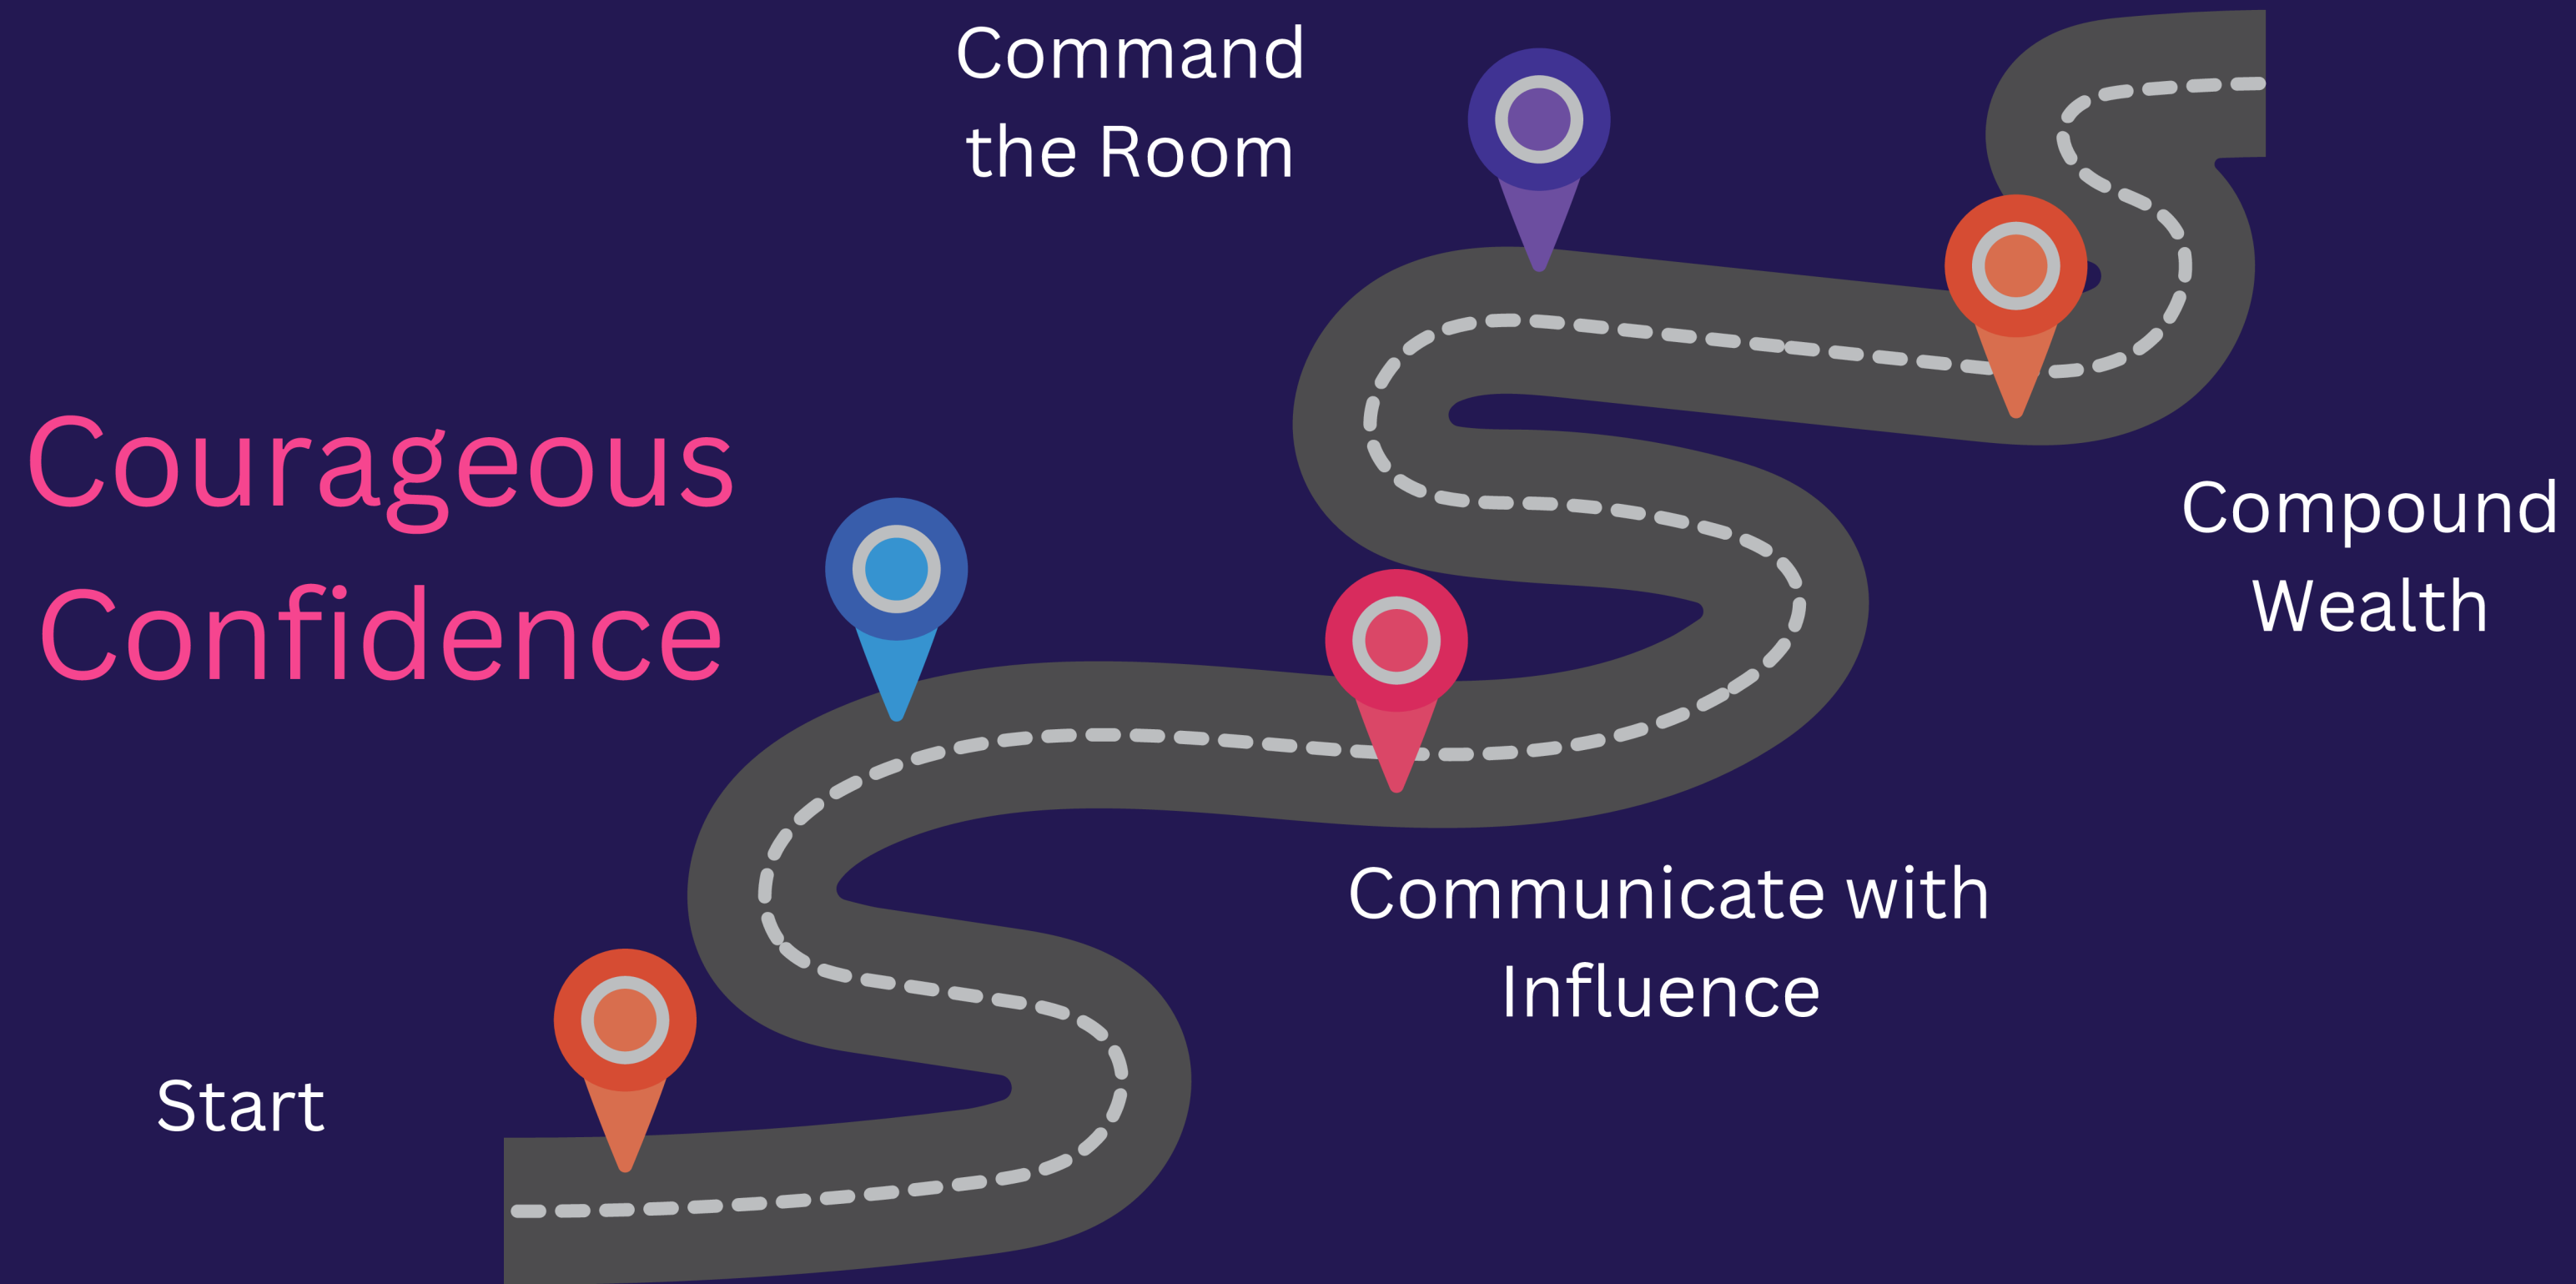 Command
the Room
Courageous
Confidence
Compound
Wealth
Communicate with
Influence
Start